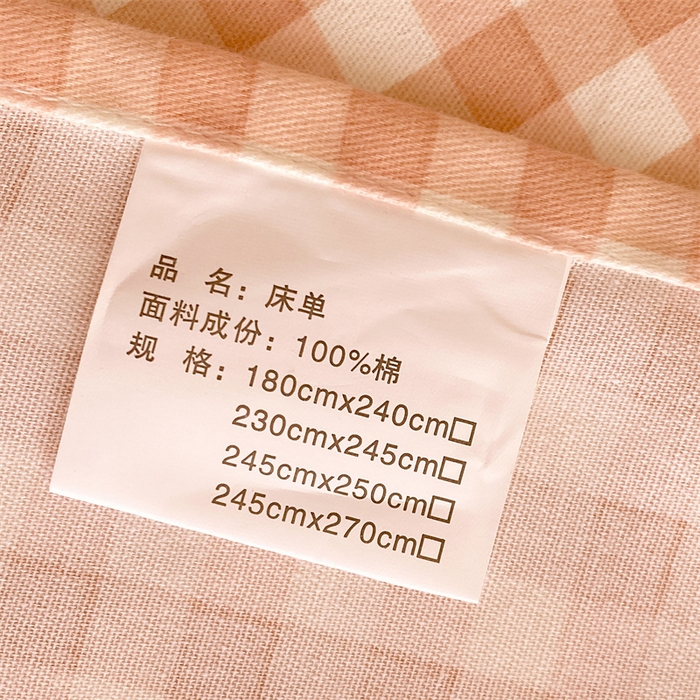 品 名：床单
面料成份：100%棉
规 格：180cmx240cm□
230cmx245cm□
245cmx250cm□
245cmx270cm□